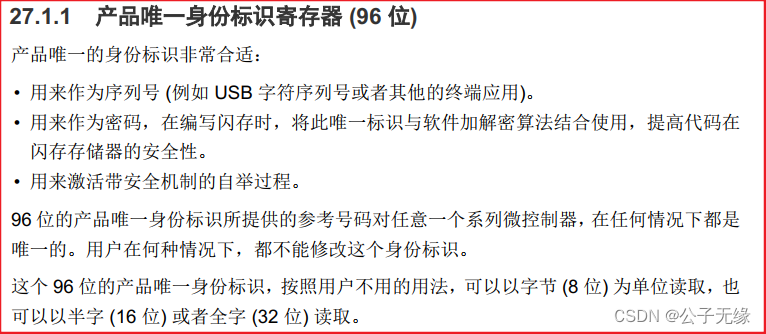 27.1.1 产品唯一身份标识寄存器 (96 位)
产品唯一的身份标识非常合适：
• 用来作为序列号 (例如 USB 字符序列号或者其他的终端应用)。
• 用来作为密码，在编写闪存时，将此唯一标识与软件加解密算法结合使用，提高代码在
闪存存储器的安全性。
• 用来激活带安全机制的自举过程。
96 位的产品唯一身份标识所提供的参考号码对任意一个系列微控制器，在任何情况下都是
唯一的。用户在何种情况下，都不能修改这个身份标识。
这个 96 位的产品唯一身份标识，按照用户不用的用法，可以以字节 (8 位) 为单位读取，也
可以以半字 (16 位) 或者全字 (32 位) 读取。
CSDN @公子无缘